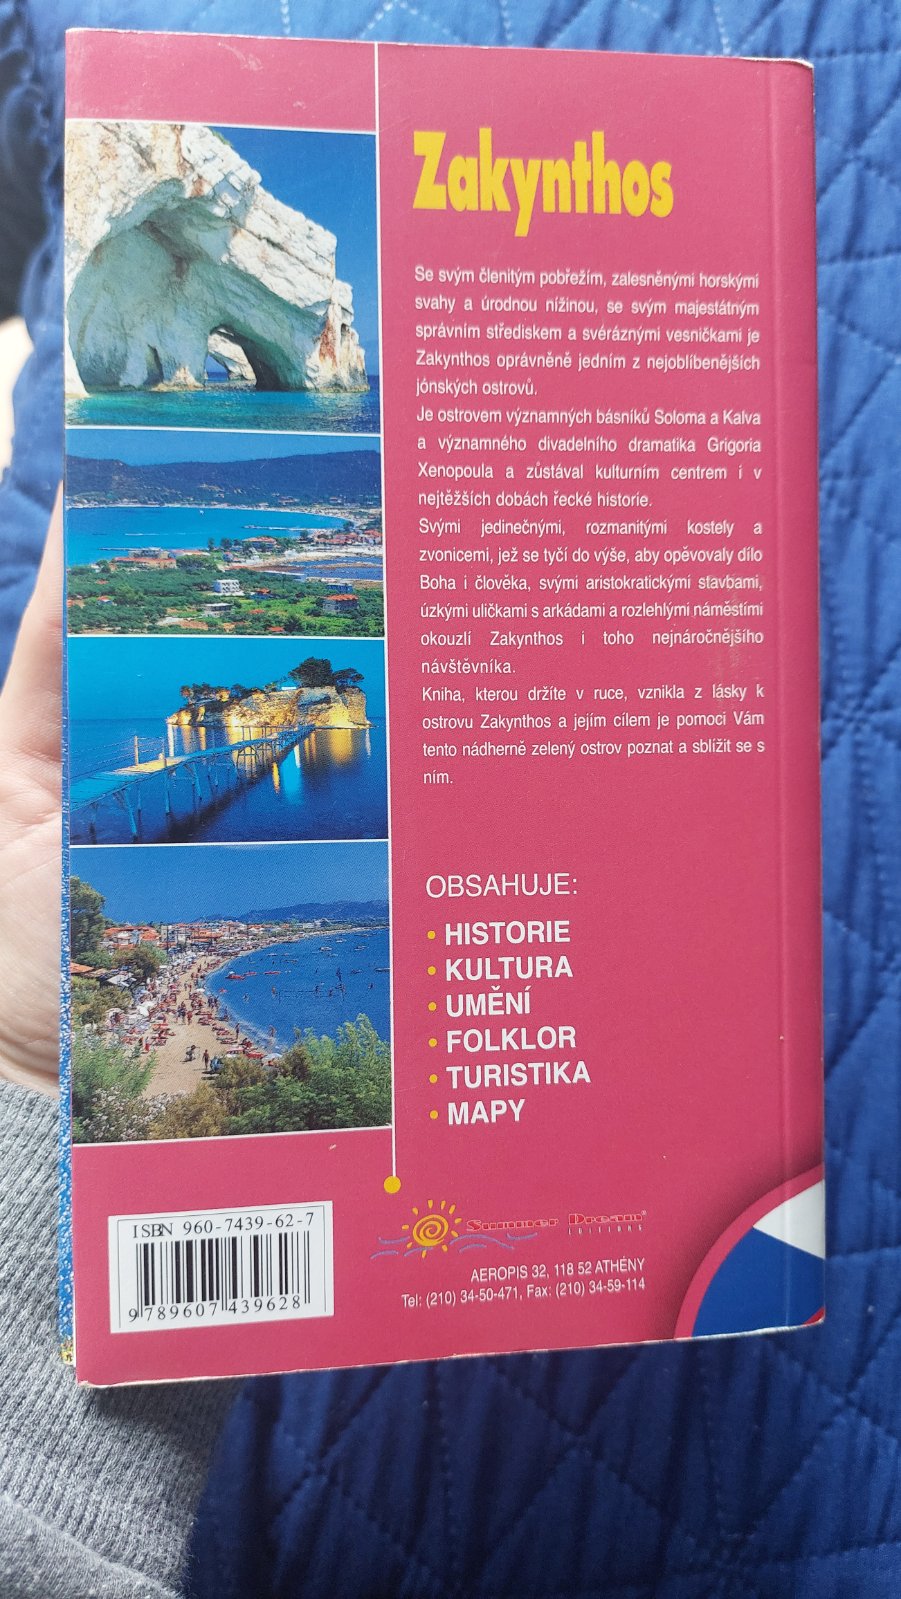 Zakynthos
Se svým členitým pobřežím, zalesněnými horskými
svahy a úrodnou nížinou, se svým majestátným
správním střediskem a svéráznými vesničkami je
Zakynthos oprávněně jedním z nejoblíbenějších
jónských ostrovů.
Je ostrovem významných básníků Soloma a Kalva
a významného divadelního dramatika Grigoria
Xenopoula a zůstával kulturním centrem i v
nejtěžších dobách řecké historie.
Svými jedinečnými, rozmanitými kostely a
zvonicemi, jež se tyčí do výše, aby opěvovaly dílo
Boha i člověka, svými aristokratickými stavbami,
úzkými uličkami s arkádami a rozlehlými náměstími
okouzlí Zakynthos i toho nejnáročnějšího
návštěvníka.
Kniha, kterou držíte v ruce, vznikla z lásky k
ostrovu Zakynthos a jejím cílem je pomoci Vám
tento nádherně zelený ostrov poznat a sblížit se s
ním.
OBSAHUJE:
• HISTORIE
• KULTURA
• UMĚNÍ
• FOLKLOR
• TURISTIKA
• MAPY
ISBN 960-7439-62-7
9 789607 439628
Summer Dream®
EDITIONS
AEROPIS 32, 118 52 ATHÉNY
Tel: (210) 34-50-471, Fax: (210) 34-59-114